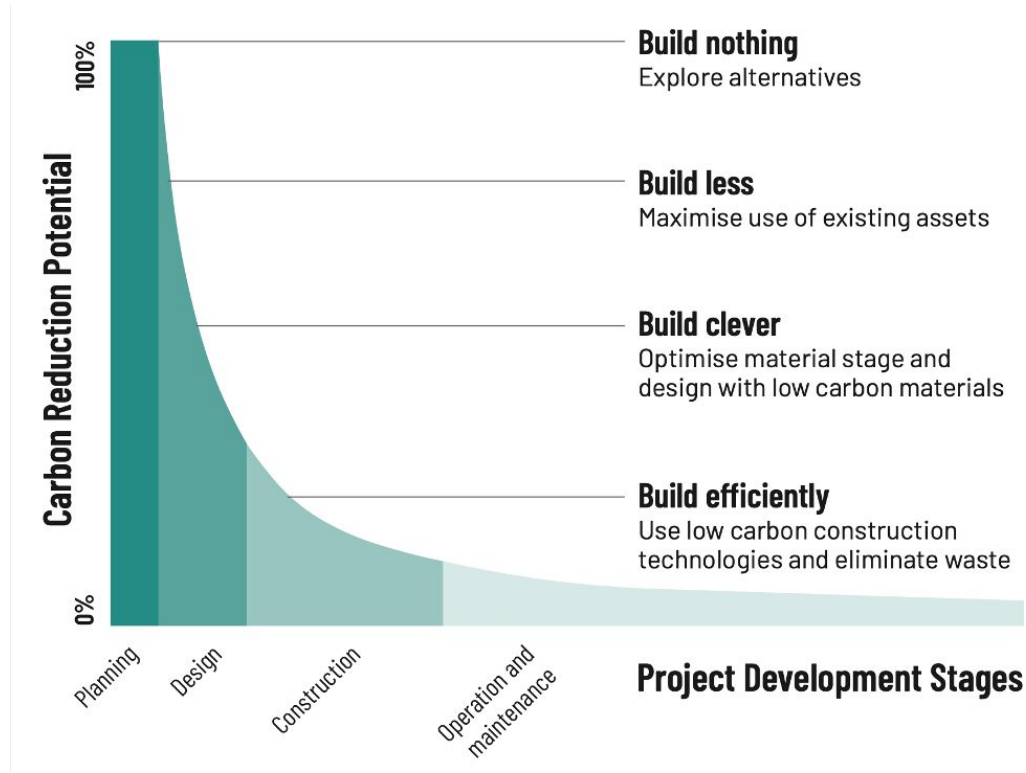 100%
Carbon Reduction Potential
0%
Build nothing
Explore alternatives
Build less
Maximise use of existing assets
Build clever
Optimise material stage and
design with low carbon materials
Build efficiently
Use low carbon construction
technologies and eliminate waste
Planning
Design
Construction
Operation and
maintenance
Project Development Stages